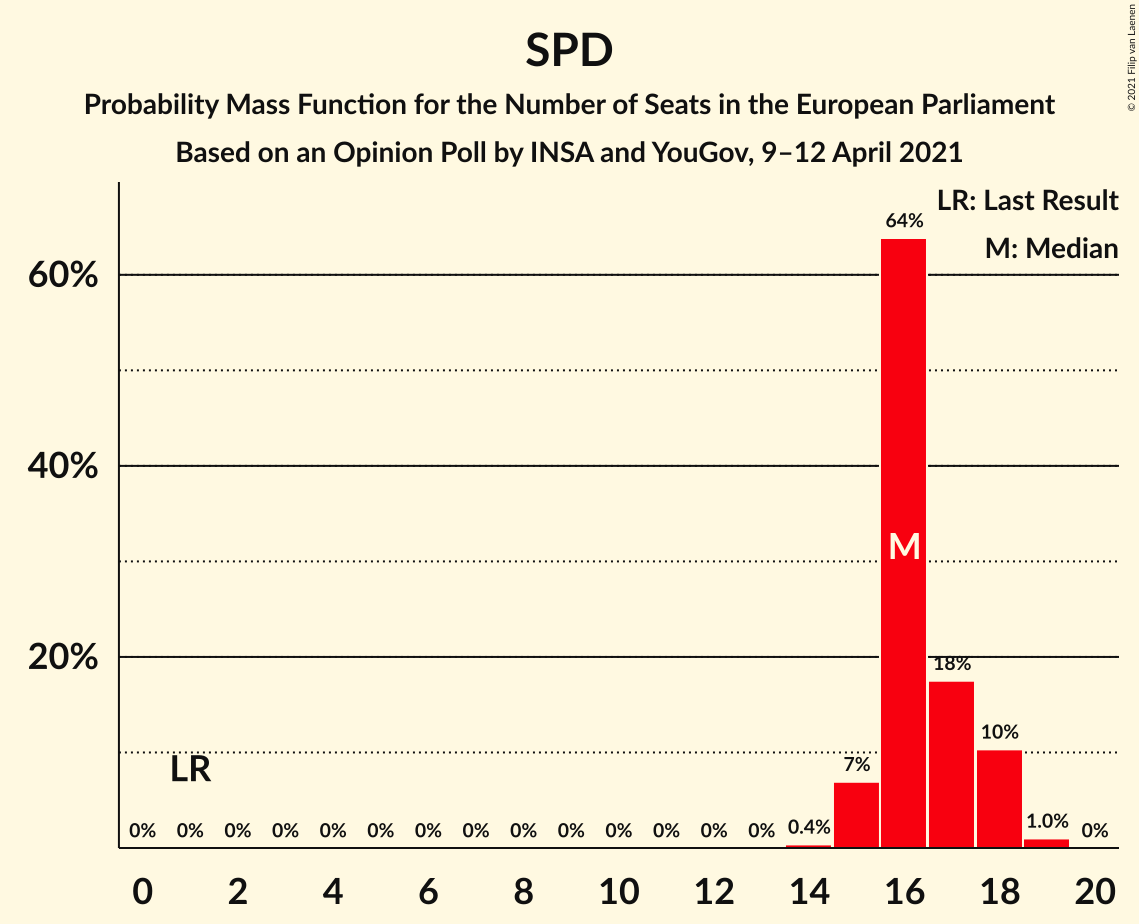 SPD
Probability Mass Function for the Number of Seats in the European Parliament
Based on an Opinion Poll by INSA and YouGov, 9–12 April 2021
© 2021 Filip van Laenen
LR: Last Result
M: Median
64%
60%
40%
M
20%
18%
10%
7%
LR
0% 0% 0% 0% 0% 0% 0% 0% 0% 0% 0% 0% 0% 0% 0.4% 1.0% 0%
0 2 4 6 8 10 12 14 16 18 20